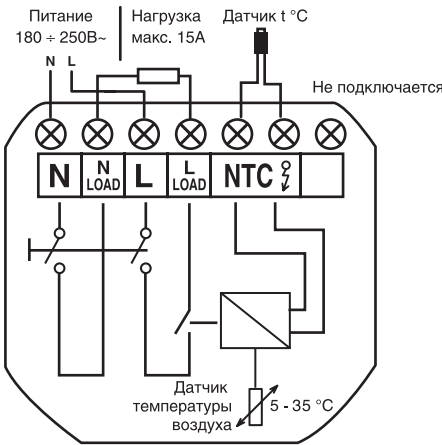 Питание
180 ÷ 250В~
Нагрузка
макс. 15А
Датчик t °C
N L
Не подключается
N
N
LOAD
L
L
LOAD
NTC
Датчик
температуры
воздуха
5 - 35 °C